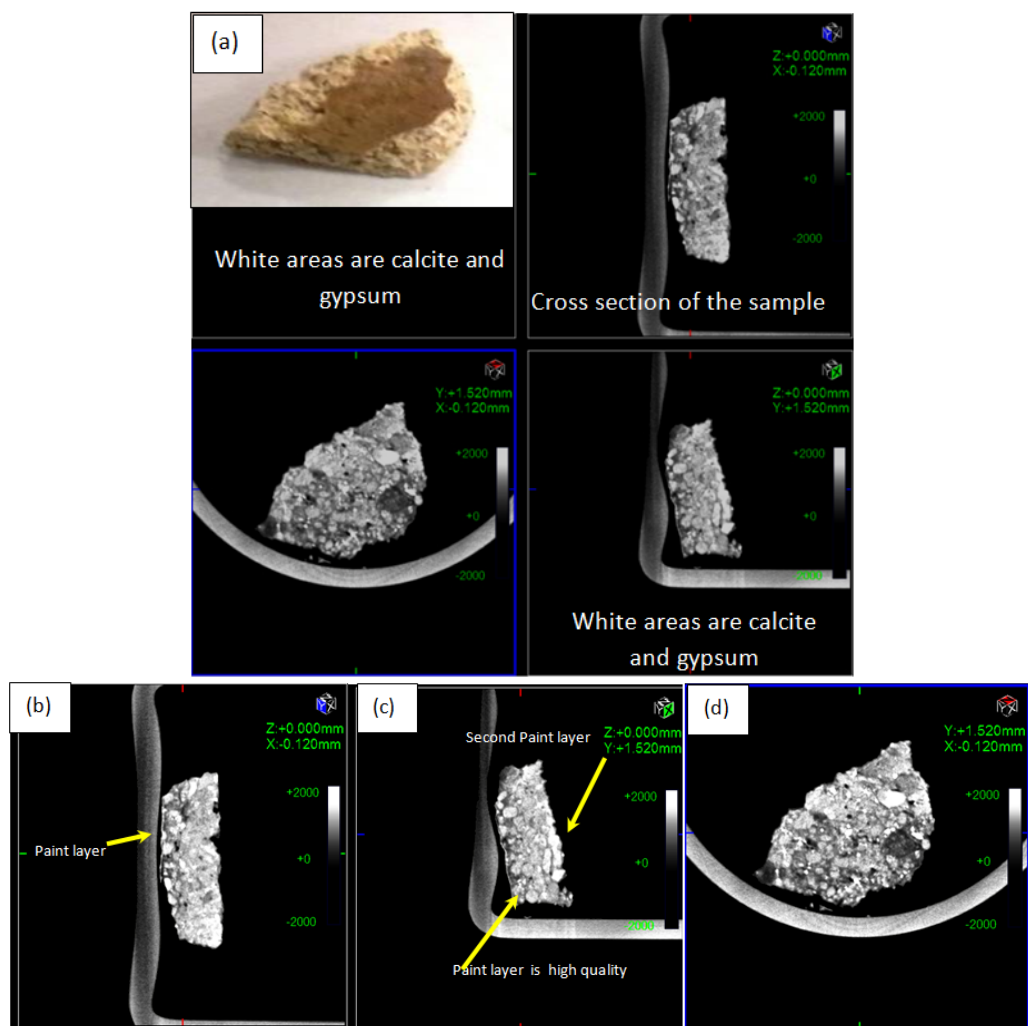 (a)
Z:+0.000mm
X:-0.120mm
+2000
+0
-2000
White areas are calcite and
gypsum
Cross section of the sample
Y:+1.520mm
X:-0.120mm
+2000
+0
-2000
Z:+0.000mm
Y:+1.520mm
+2000
+0
-2000
White areas are calcite
and gypsum
(b)
Z:+0.000mm
X:-0.120mm
+2000
+0
-2000
Paint layer
(c)
Second Paint layer
Z:+0.000mm
Y:+1.520mm
+2000
+0
-2000
Paint layer is high quality
(d)
Y:+1.520mm
X:-0.120mm
+2000
+0
-2000